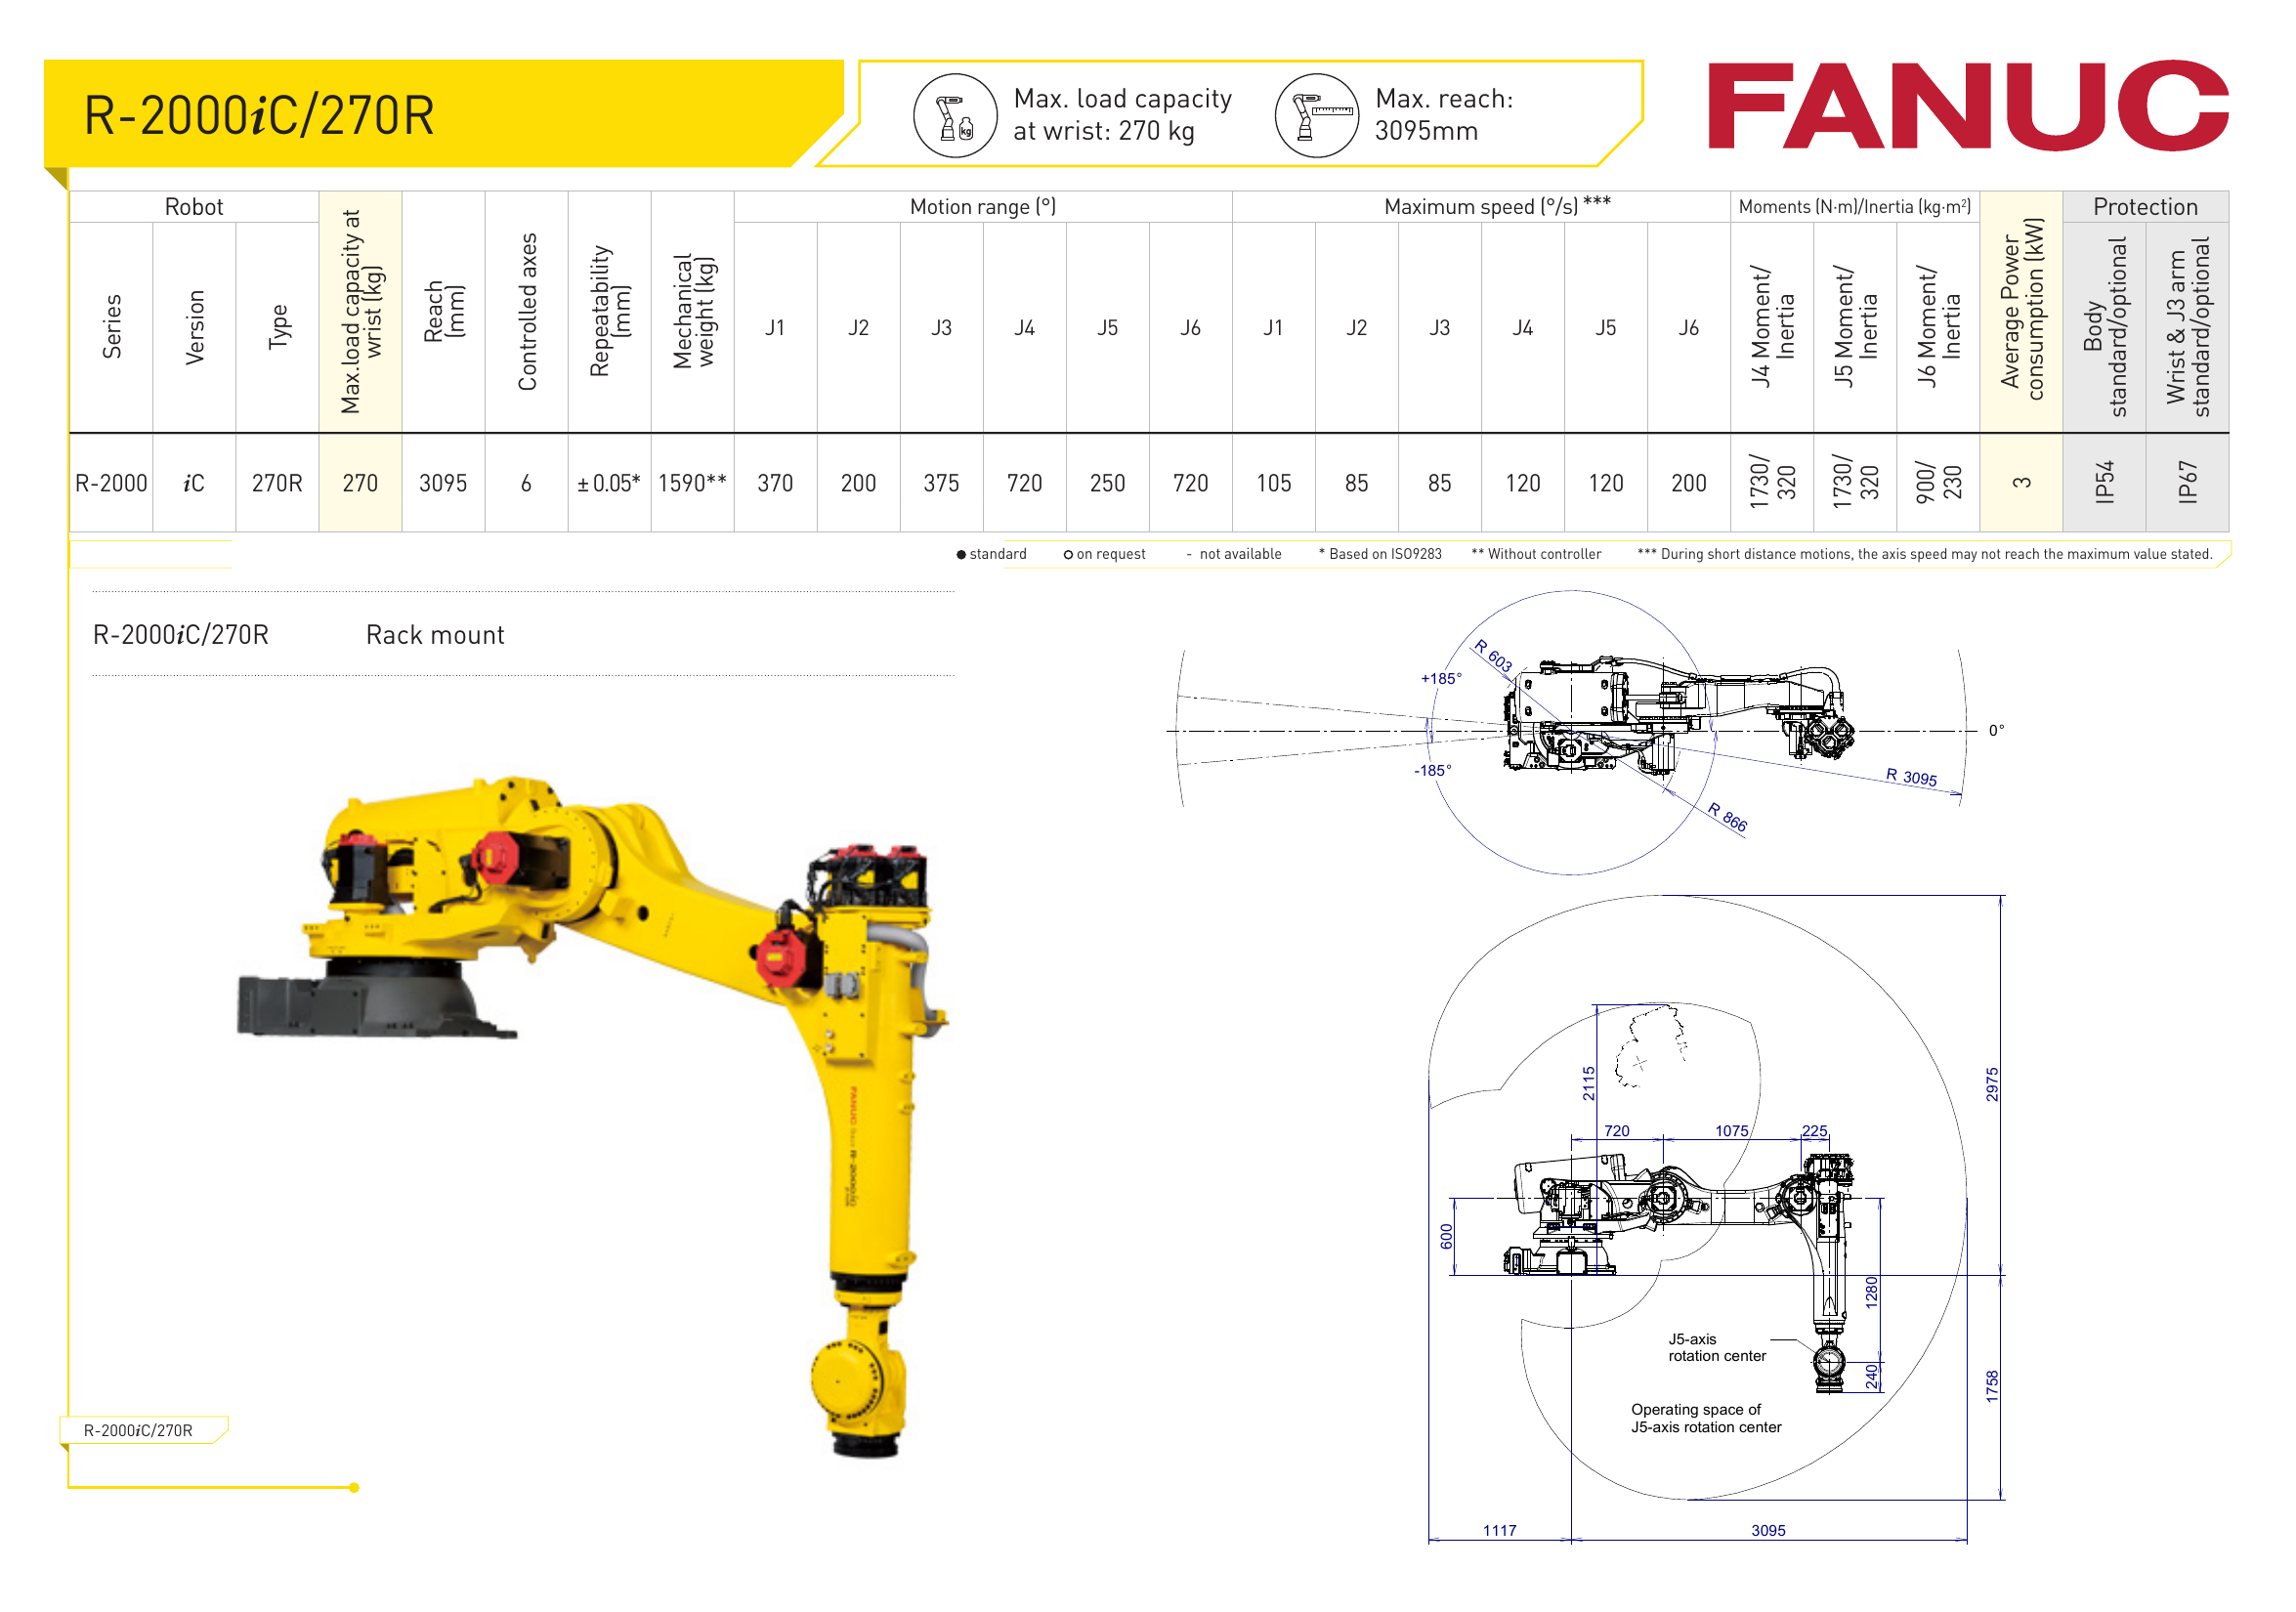 R-2000iC/270R
Max. load capacity
at wrist: 270 kg
Max. reach:
3095mm
FANUC
Robot
Series
Version
Type
Max.load capacity at
wrist (kg)
Reach
(mm)
Controlled axes
Repeatability
(mm)
Mechanical
weight (kg)
Motion range (°)
J1 J2 J3 J4 J5 J6
Maximum speed (°/s) ***
J1 J2 J3 J4 J5 J6
Moments (N·m)/Inertia (kg·m²)
J4 Moment/
Inertia
J5 Moment/
Inertia
J6 Moment/
Inertia
Average Power
consumption (kW)
Protection
Body
standard/optional
Wrist & J3 arm
standard/optional
R-2000 iC 270R 270 3095 6 ± 0.05* 1590** 370 200 375 720 250 720 105 85 85 120 120 200 1730/320 1730/320 900/230 3 IP54 IP67
● standard ○ on request - not available * Based on ISO9283 ** Without controller *** During short distance motions, the axis speed may not reach the maximum value stated.
R-2000iC/270R Rack mount
R 603
+185°
-185°
0°
R 3095
R 866
2115
2975
720
1075
225
600
1280
240
1758
J5-axis
rotation center
Operating space of
J5-axis rotation center
1117
3095
kg
FANUC Robot R-2000iC
R-2000iC/270R